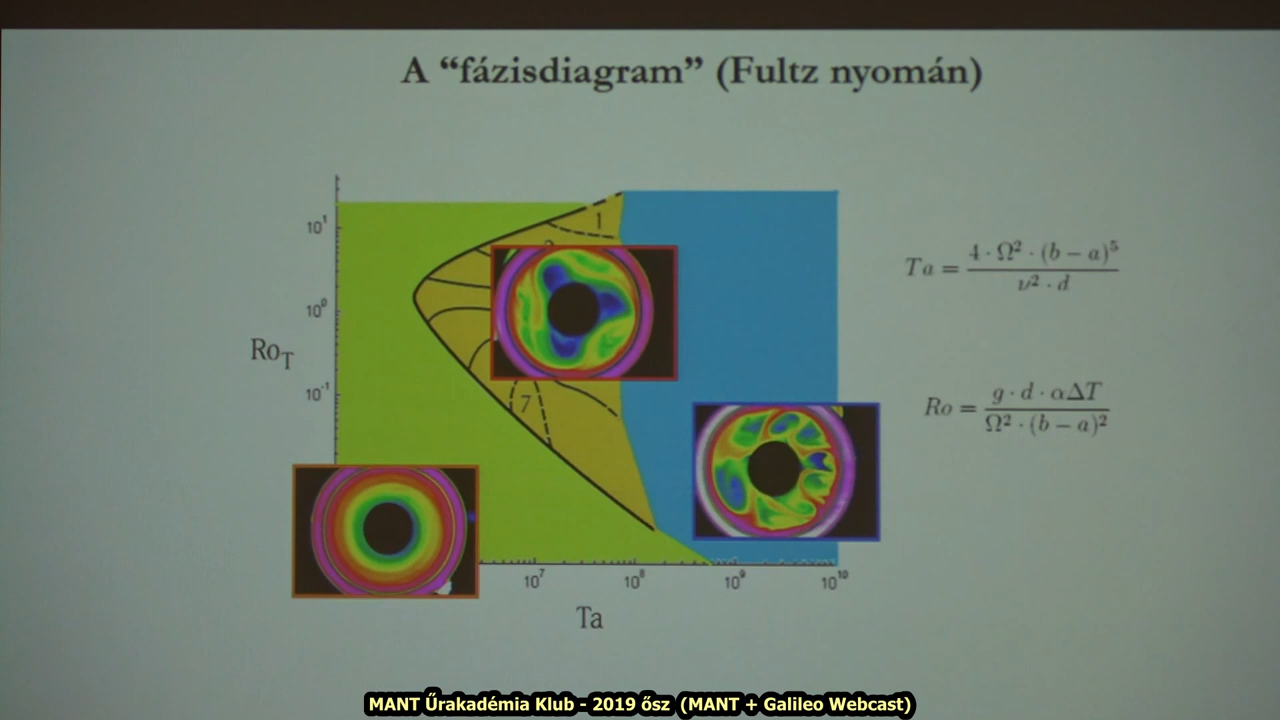 A “fázisdiagram” (Fultz nyomán)
10¹
10⁰
10⁻¹
Ro_T
1
7
10⁷
10⁸
10⁹
10¹⁰
Ta
Ta = 4 · Ω² · (b − a)⁵ / ν² · d
Ro = g · d · αΔT / Ω² · (b − a)²
MANT Űrakadémia Klub - 2019 ősz (MANT + Galileo Webcast)